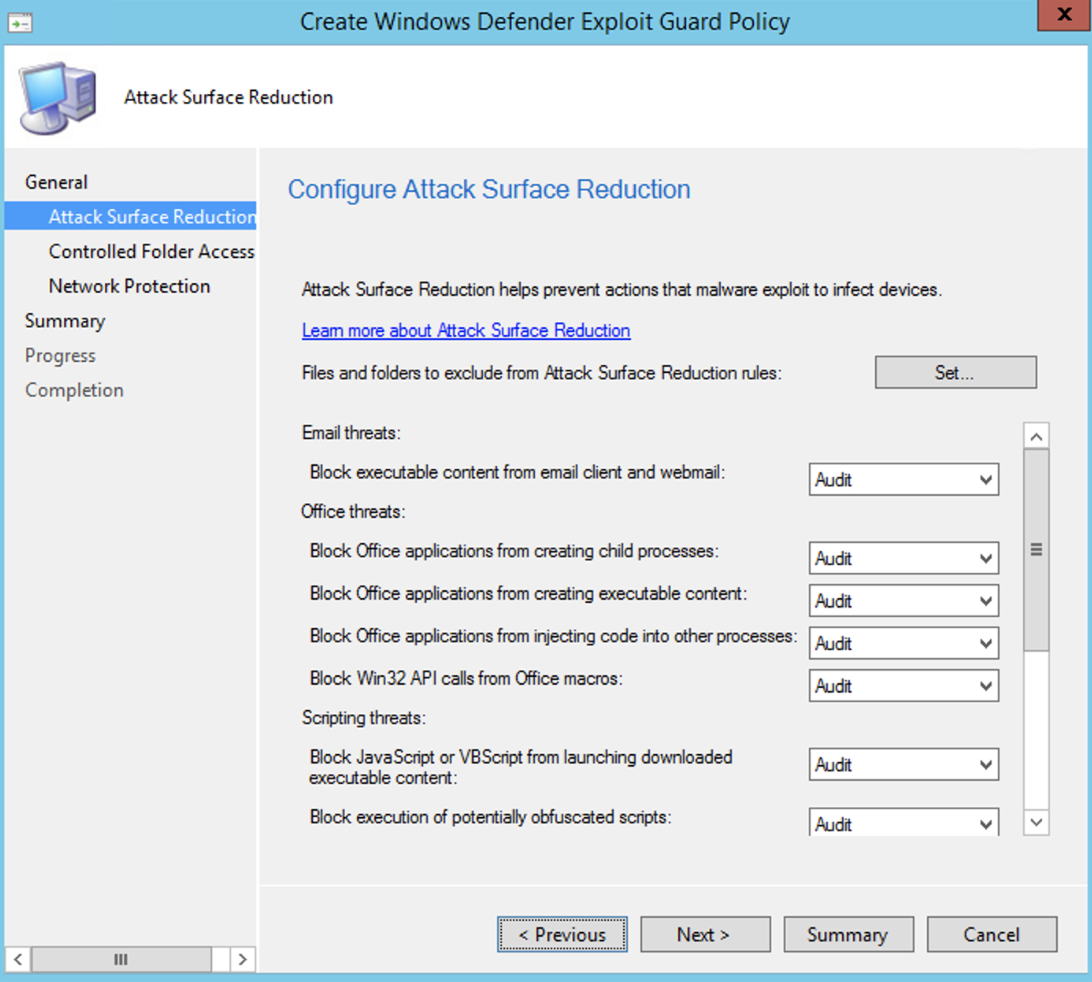 Create Windows Defender Exploit Guard Policy
X
Attack Surface Reduction
General
Attack Surface Reduction
Controlled Folder Access
Network Protection
Summary
Progress
Completion
Configure Attack Surface Reduction
Attack Surface Reduction helps prevent actions that malware exploit to infect devices.
Learn more about Attack Surface Reduction
Files and folders to exclude from Attack Surface Reduction rules: Set...
Email threats:
Block executable content from email client and webmail: Audit
Office threats:
Block Office applications from creating child processes: Audit
Block Office applications from creating executable content: Audit
Block Office applications from injecting code into other processes: Audit
Block Win32 API calls from Office macros: Audit
Scripting threats:
Block JavaScript or VBScript from launching downloaded
executable content: Audit
Block execution of potentially obfuscated scripts: Audit
< Previous Next > Summary Cancel